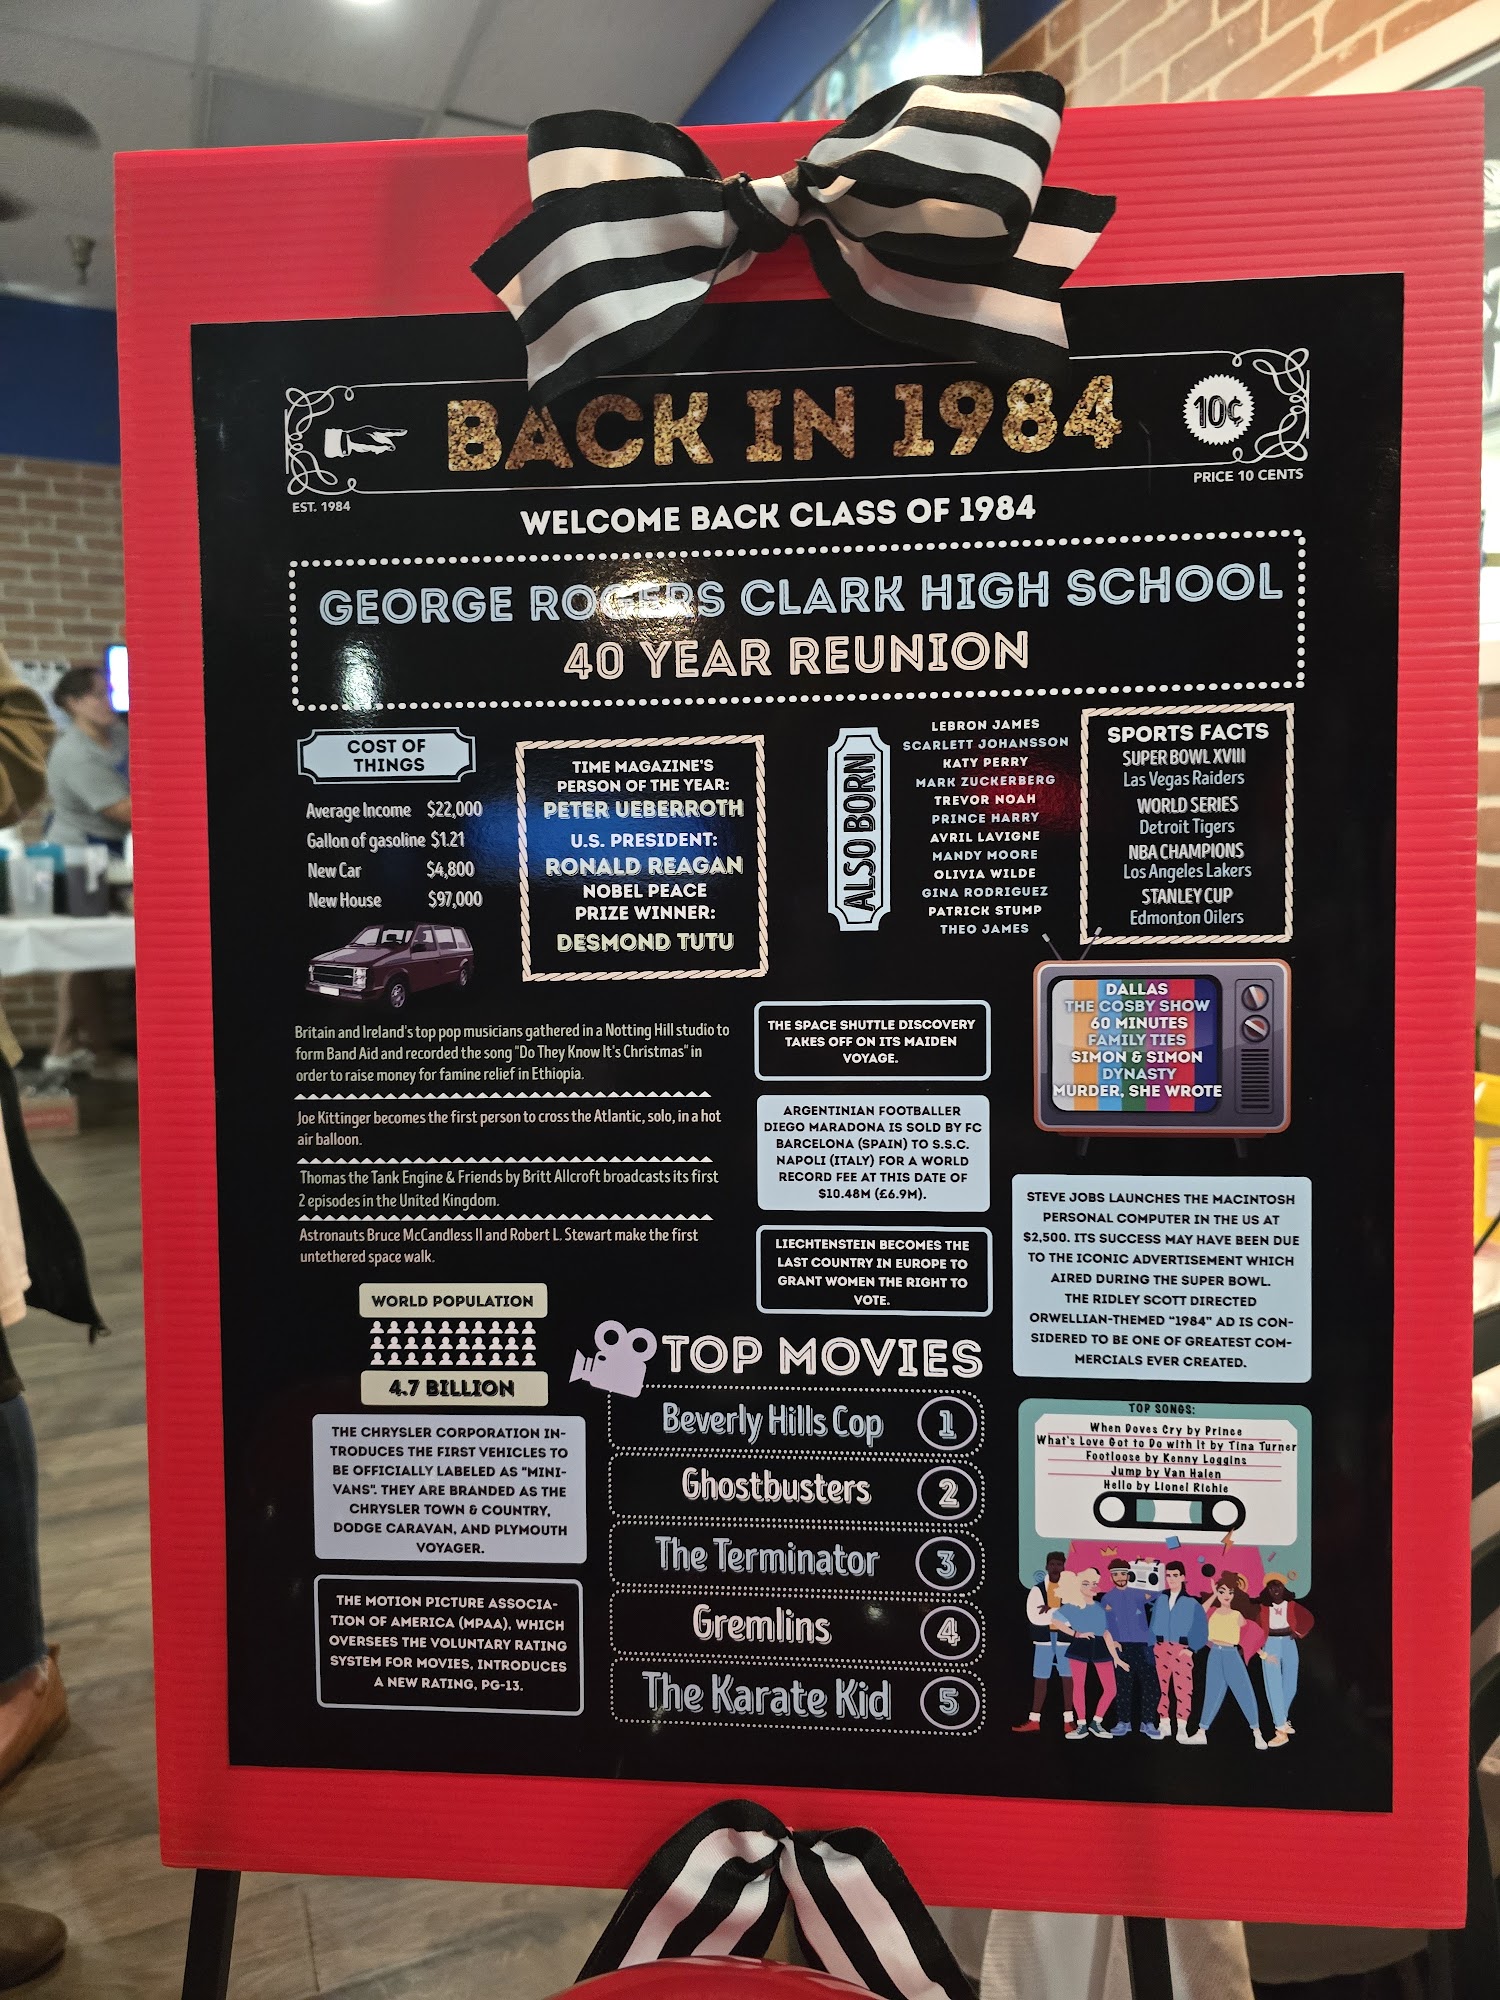 BACK IN 1984
10¢
EST. 1984
PRICE 10 CENTS
WELCOME BACK CLASS OF 1984
GEORGE ROGERS CLARK HIGH SCHOOL
40 YEAR REUNION
COST OF
THINGS
Average Income $22,000
Gallon of gasoline $1.21
New Car $4,800
New House $97,000
TIME MAGAZINE'S
PERSON OF THE YEAR:
PETER UEBERROTH
U.S. PRESIDENT:
RONALD REAGAN
NOBEL PEACE
PRIZE WINNER:
DESMOND TUTU
ALSO BORN
LEBRON JAMES
SCARLETT JOHANSSON
KATY PERRY
MARK ZUCKERBERG
TREVOR NOAH
PRINCE HARRY
AVRIL LAVIGNE
MANDY MOORE
OLIVIA WILDE
GINA RODRIGUEZ
PATRICK STUMP
THEO JAMES
SPORTS FACTS
SUPER BOWL XVIII
Las Vegas Raiders
WORLD SERIES
Detroit Tigers
NBA CHAMPIONS
Los Angeles Lakers
STANLEY CUP
Edmonton Oilers
Britain and Ireland's top pop musicians gathered in a Notting Hill studio to
form Band Aid and recorded the song "Do They Know It's Christmas" in
order to raise money for famine relief in Ethiopia.
Joe Kittinger becomes the first person to cross the Atlantic, solo, in a hot
air balloon.
Thomas the Tank Engine & Friends by Britt Allcroft broadcasts its first
2 episodes in the United Kingdom.
Astronauts Bruce McCandless II and Robert L. Stewart make the first
untethered space walk.
THE SPACE SHUTTLE DISCOVERY
TAKES OFF ON ITS MAIDEN
VOYAGE.
ARGENTINIAN FOOTBALLER
DIEGO MARADONA IS SOLD BY FC
BARCELONA (SPAIN) TO S.S.C.
NAPOLI (ITALY) FOR A WORLD
RECORD FEE AT THIS DATE OF
$10.48M (£6.9M).
LIECHTENSTEIN BECOMES THE
LAST COUNTRY IN EUROPE TO
GRANT WOMEN THE RIGHT TO
VOTE.
DALLAS
THE COSBY SHOW
60 MINUTES
FAMILY TIES
SIMON & SIMON
DYNASTY
MURDER, SHE WROTE
STEVE JOBS LAUNCHES THE MACINTOSH
PERSONAL COMPUTER IN THE US AT
$2,500. ITS SUCCESS MAY HAVE BEEN DUE
TO THE ICONIC ADVERTISEMENT WHICH
AIRED DURING THE SUPER BOWL.
THE RIDLEY SCOTT DIRECTED
ORWELLIAN-THEMED "1984" AD IS CON-
SIDERED TO BE ONE OF GREATEST COM-
MERCIALS EVER CREATED.
WORLD POPULATION
4.7 BILLION
THE CHRYSLER CORPORATION IN-
TRODUCES THE FIRST VEHICLES TO
BE OFFICIALLY LABELED AS "MINI-
VANS". THEY ARE BRANDED AS THE
CHRYSLER TOWN & COUNTRY,
DODGE CARAVAN, AND PLYMOUTH
VOYAGER.
THE MOTION PICTURE ASSOCIA-
TION OF AMERICA (MPAA), WHICH
OVERSEES THE VOLUNTARY RATING
SYSTEM FOR MOVIES, INTRODUCES
A NEW RATING, PG-13.
TOP MOVIES
Beverly Hills Cop 1
Ghostbusters 2
The Terminator 3
Gremlins 4
The Karate Kid 5
TOP SONGS:
When Doves Cry by Prince
What's Love Got to Do with it by Tina Turner
Footloose by Kenny Loggins
Jump by Van Halen
Hello by Lionel Richie